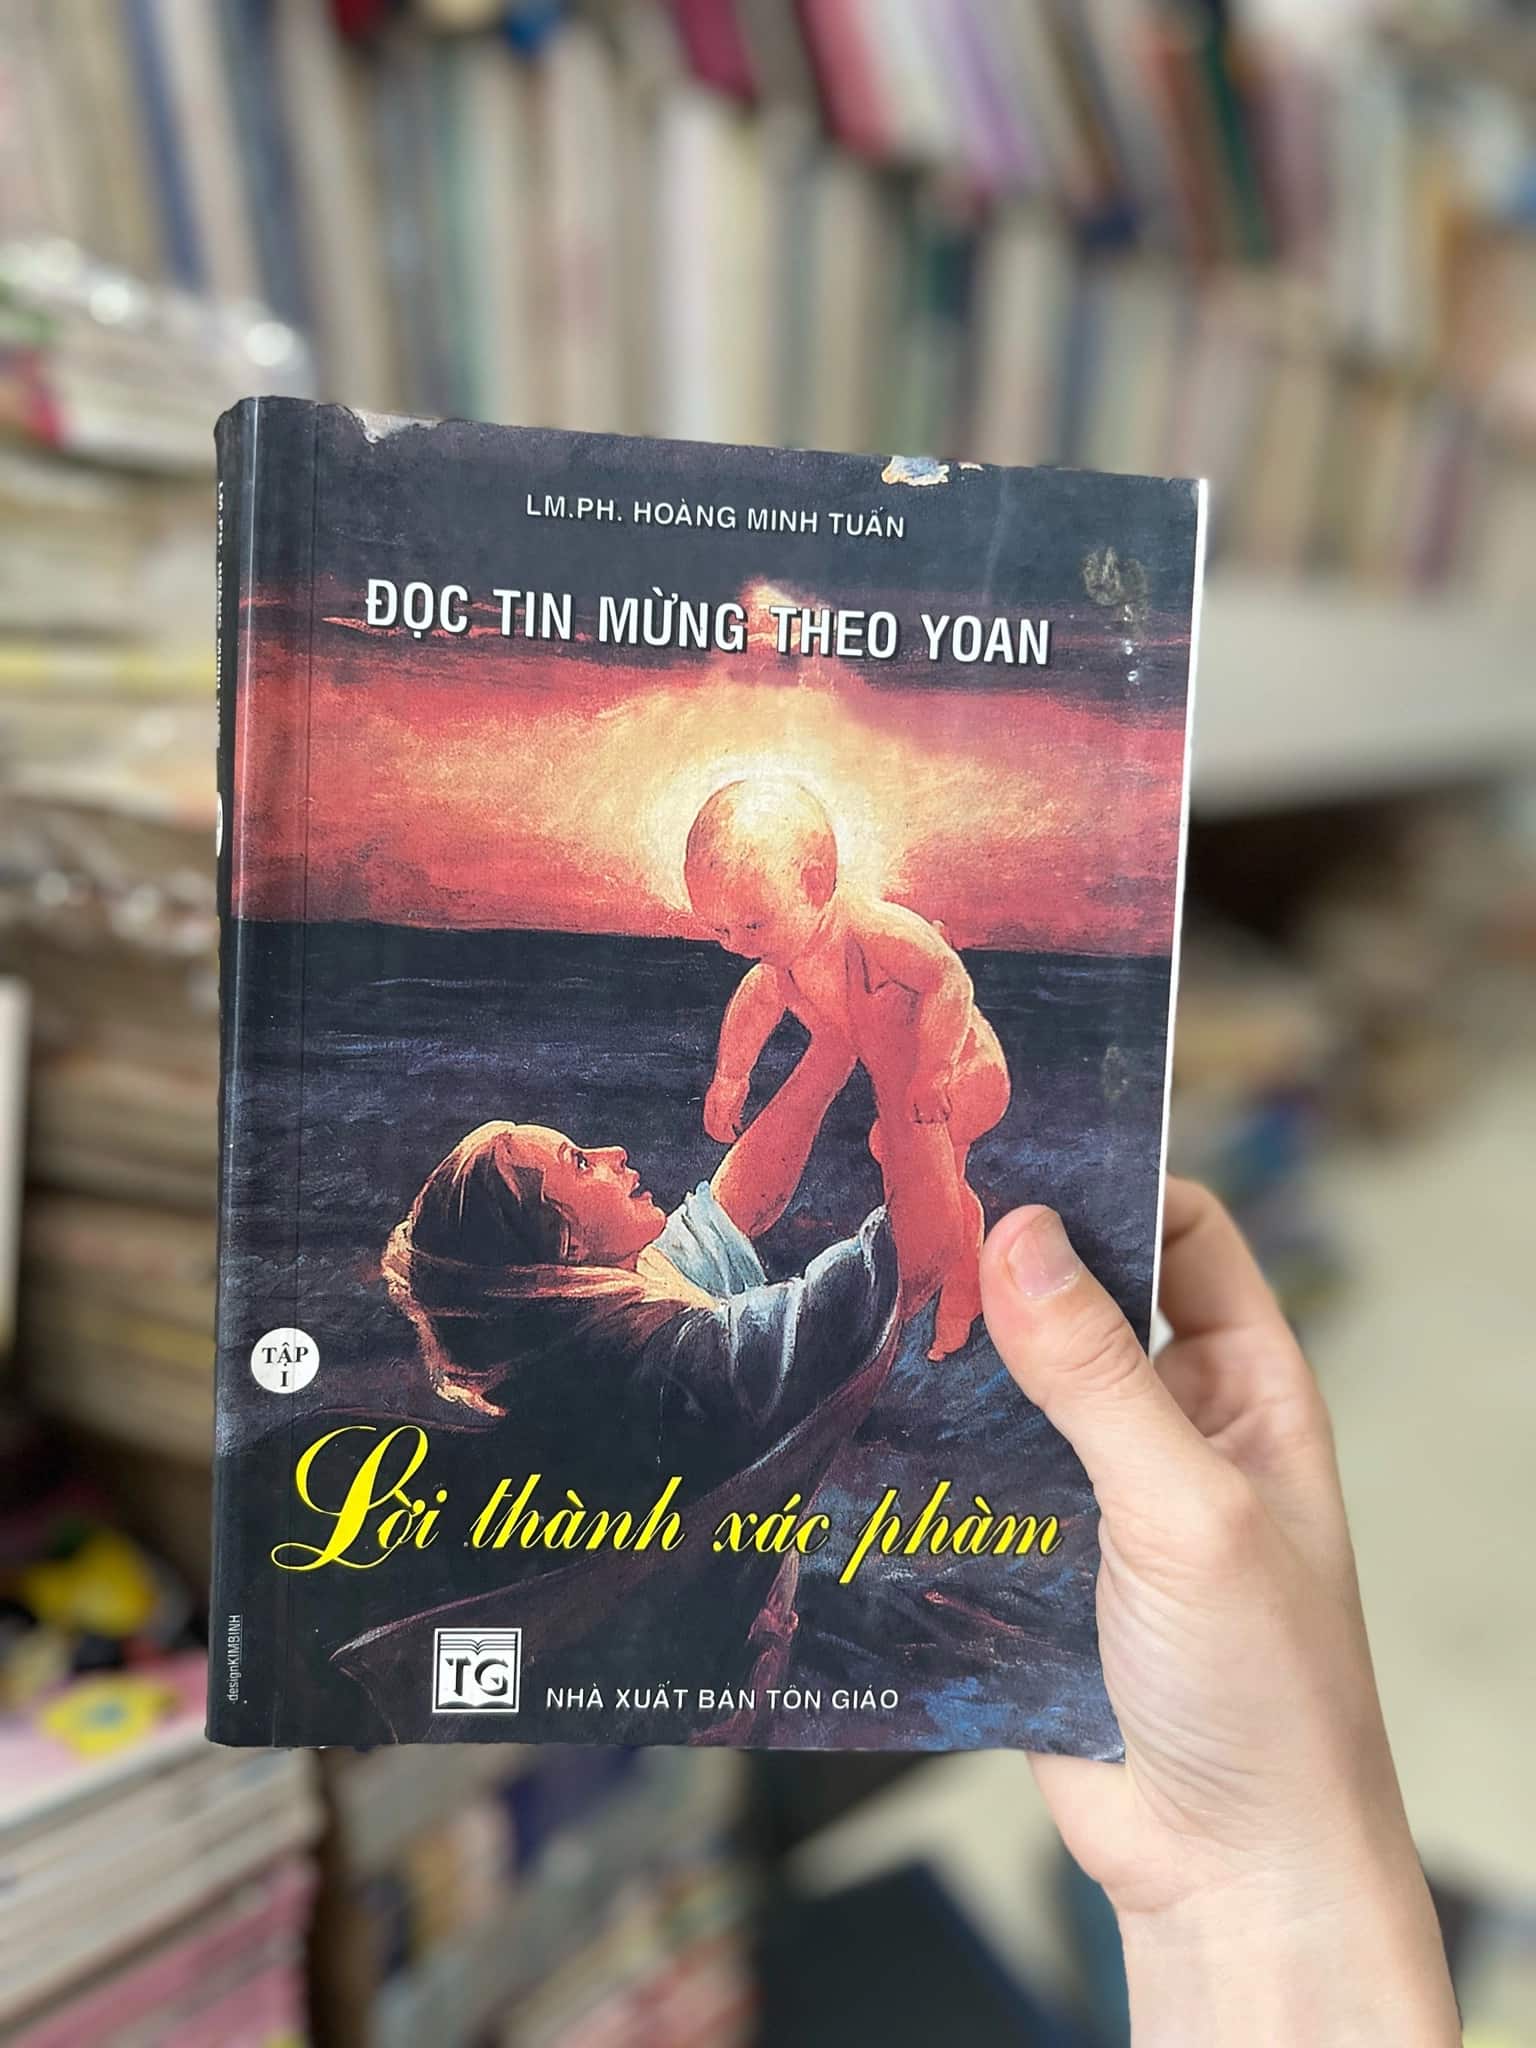 LM.PH. HOÀNG MINH TUẤN
ĐỌC TIN MỪNG THEO YOAN
TẬP
I
Lời thành xác phàm
designKIMBINH
TG
NHÀ XUẤT BẢN TÔN GIÁO